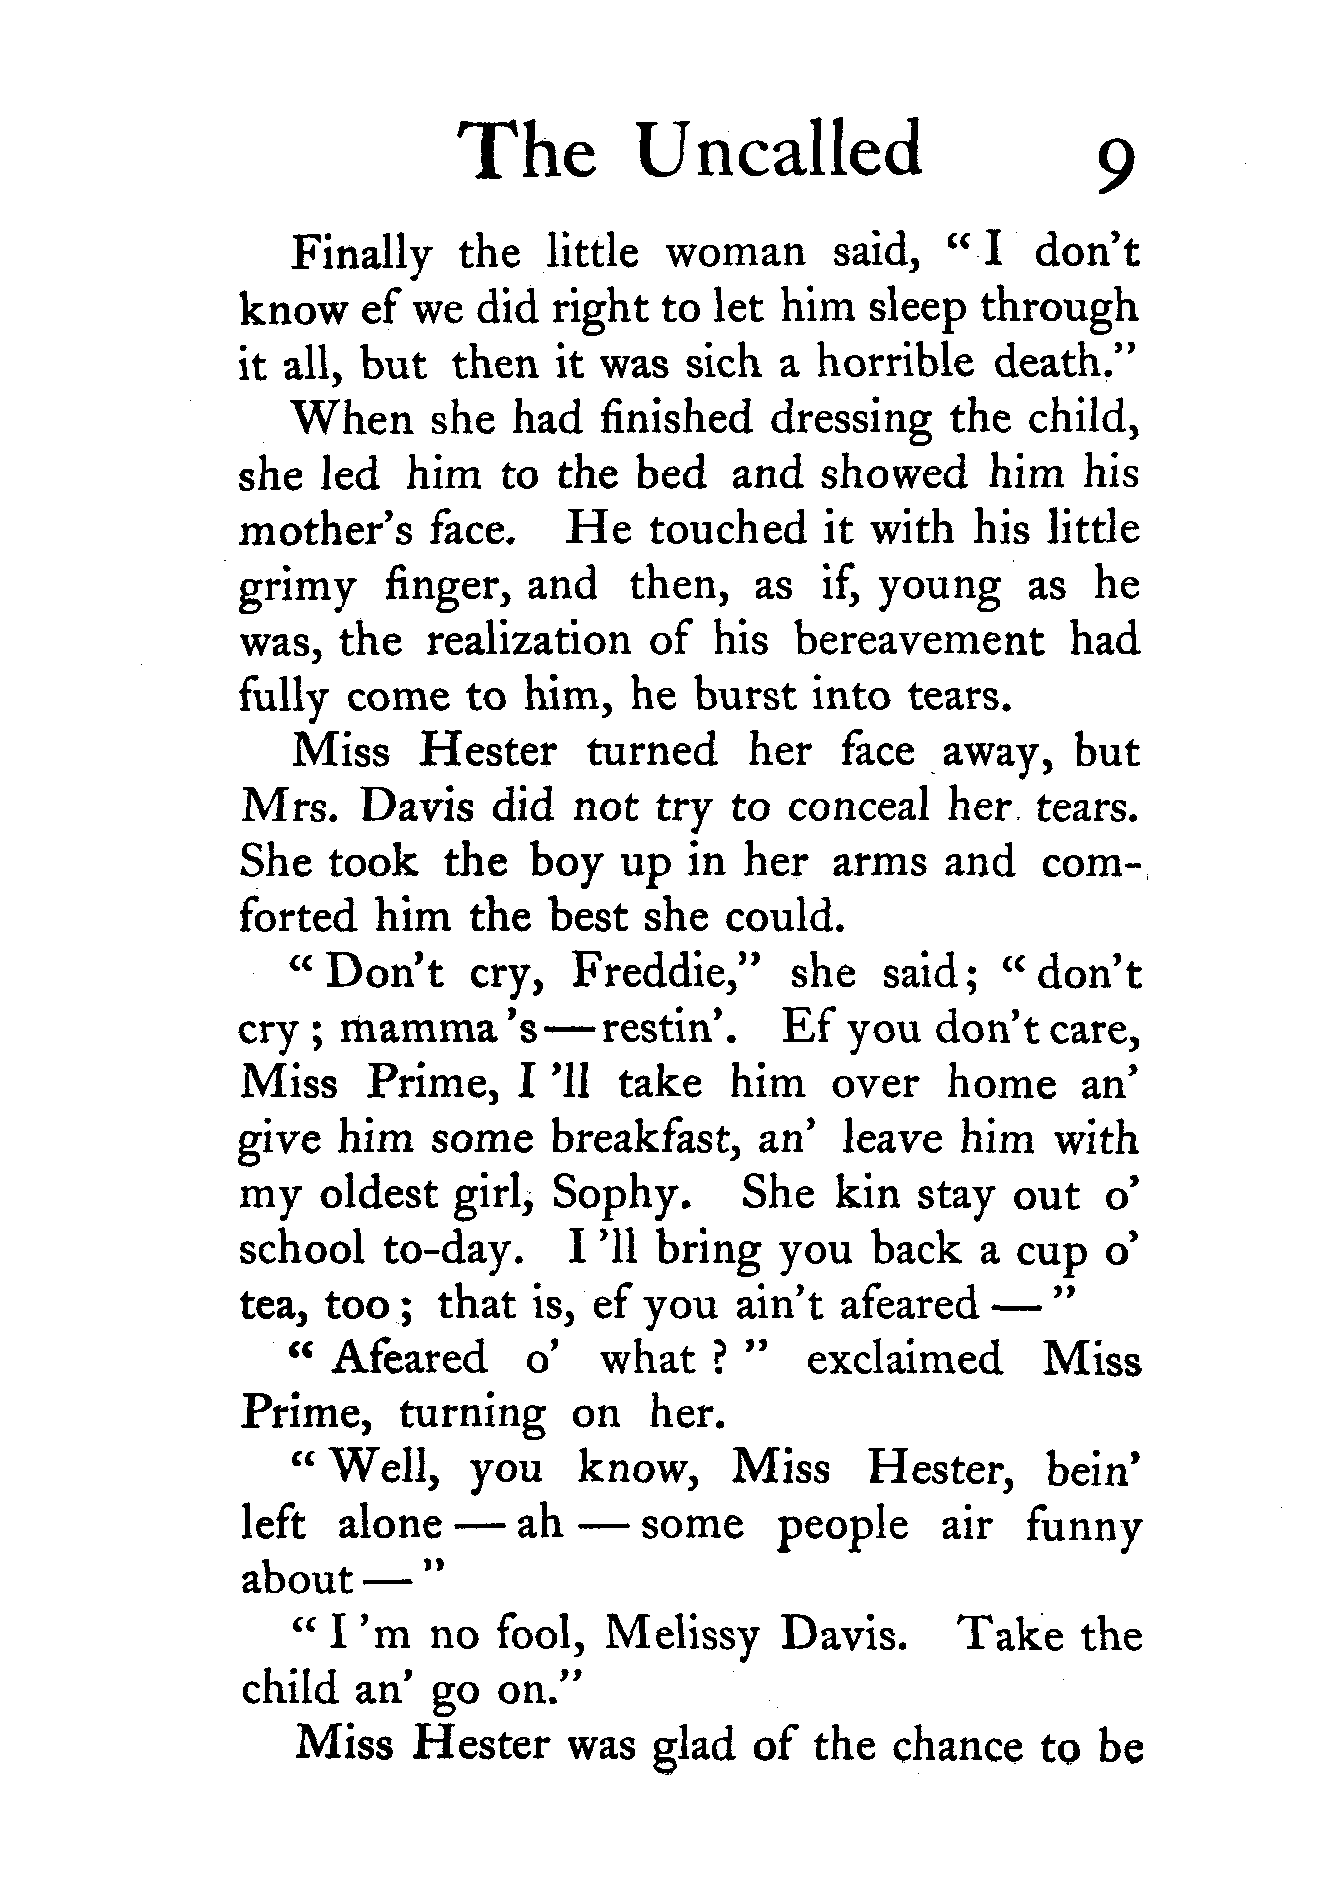 The Uncalled 9
Finally the little woman said, “ I don't
know ef we did right to let him sleep through
it all, but then it was sich a horrible death.”
When she had finished dressing the child,
she led him to the bed and showed him his
mother's face. He touched it with his little
grimy finger, and then, as if, young as he
was, the realization of his bereavement had
fully come to him, he burst into tears.
Miss Hester turned her face away, but
Mrs. Davis did not try to conceal her tears.
She took the boy up in her arms and com-
forted him the best she could.
“ Don't cry, Freddie,” she said; “ don't
cry ; mamma 's—restin'. Ef you don't care,
Miss Prime, I 'll take him over home an'
give him some breakfast, an' leave him with
my oldest girl, Sophy. She kin stay out o'
school to-day. I 'll bring you back a cup o'
tea, too ; that is, ef you ain't afeared — ”
“ Afeared o' what ? ” exclaimed Miss
Prime, turning on her.
“ Well, you know, Miss Hester, bein'
left alone — ah — some people air funny
about — ”
“ I 'm no fool, Melissy Davis. Take the
child an' go on.”
Miss Hester was glad of the chance to be